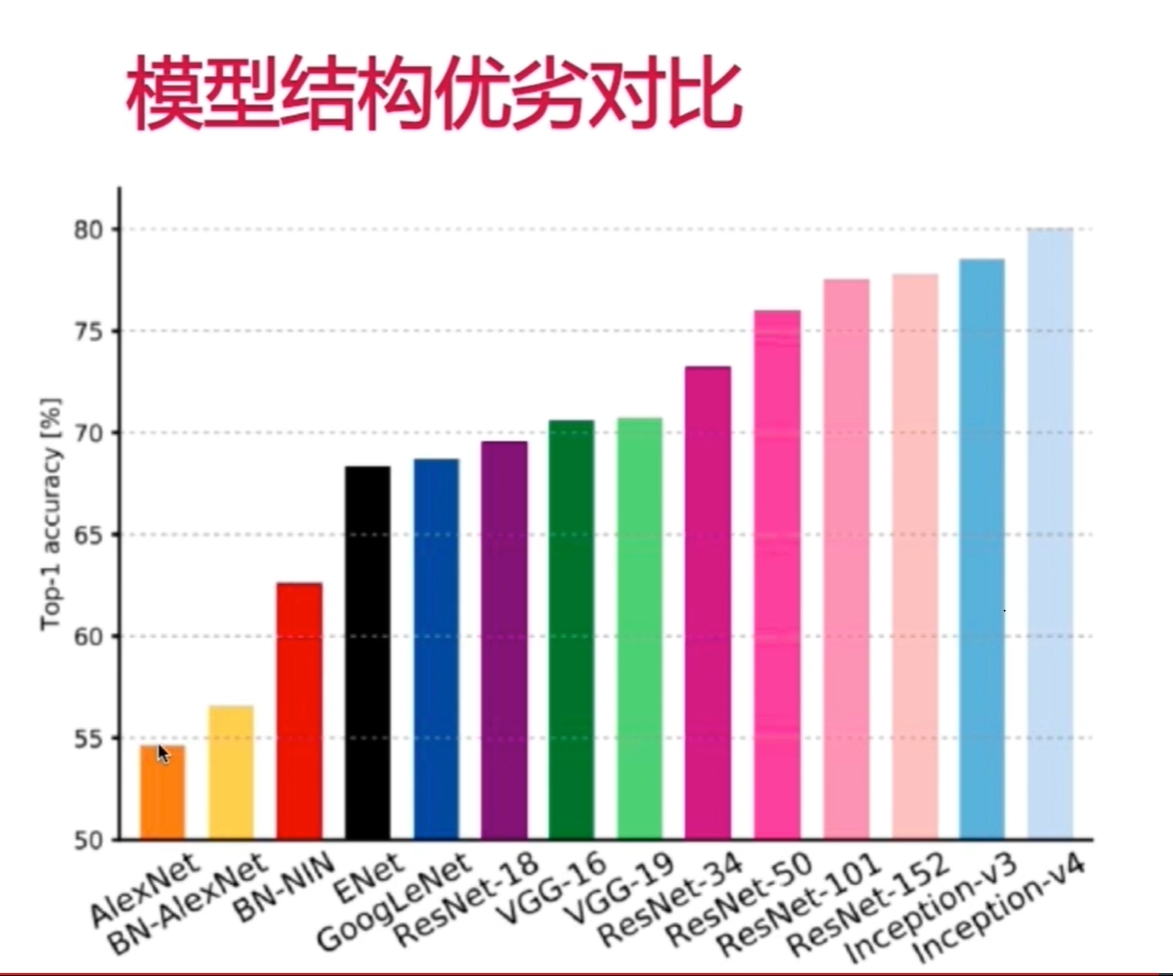 模型结构优劣对比
Top-1 accuracy [%]
80
75
70
65
60
55
50
AlexNet
BN-AlexNet
BN-NIN
ENet
GoogLeNet
ResNet-18
VGG-16
VGG-19
ResNet-34
ResNet-50
ResNet-101
ResNet-152
Inception-v3
Inception-v4